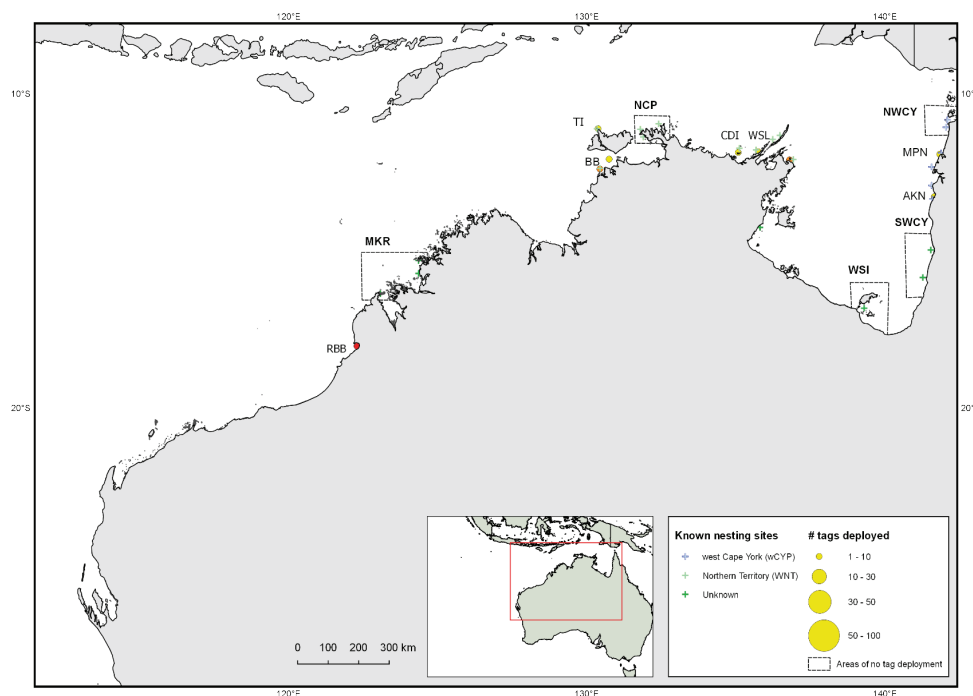 120°E 130°E 140°E
10°S 10°S
NCP
NWCY
TI
CDI WSL
MPN
BB
AKN
SWCY
MKR
WSI
RBB
20°S 20°
Known nesting sites # tags deployed
west Cape York (wCYP) 1 - 10
Northern Territory (WNT) 10 - 30
Unknown 30 - 50
50 - 100
Areas of no tag deployment
0 100 200 300 km
120°E 130°E 140°E